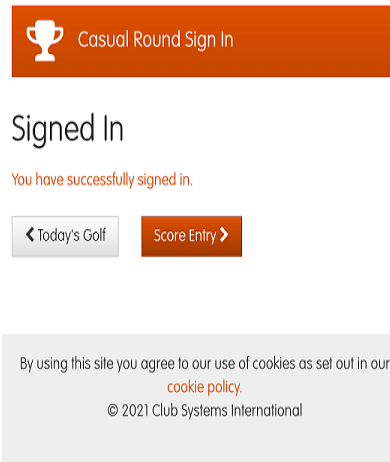 Casual Round Sign In
Signed In
You have successfully signed in.
Today's Golf
Score Entry
By using this site you agree to our use of cookies as set out in our
cookie policy.
© 2021 Club Systems International